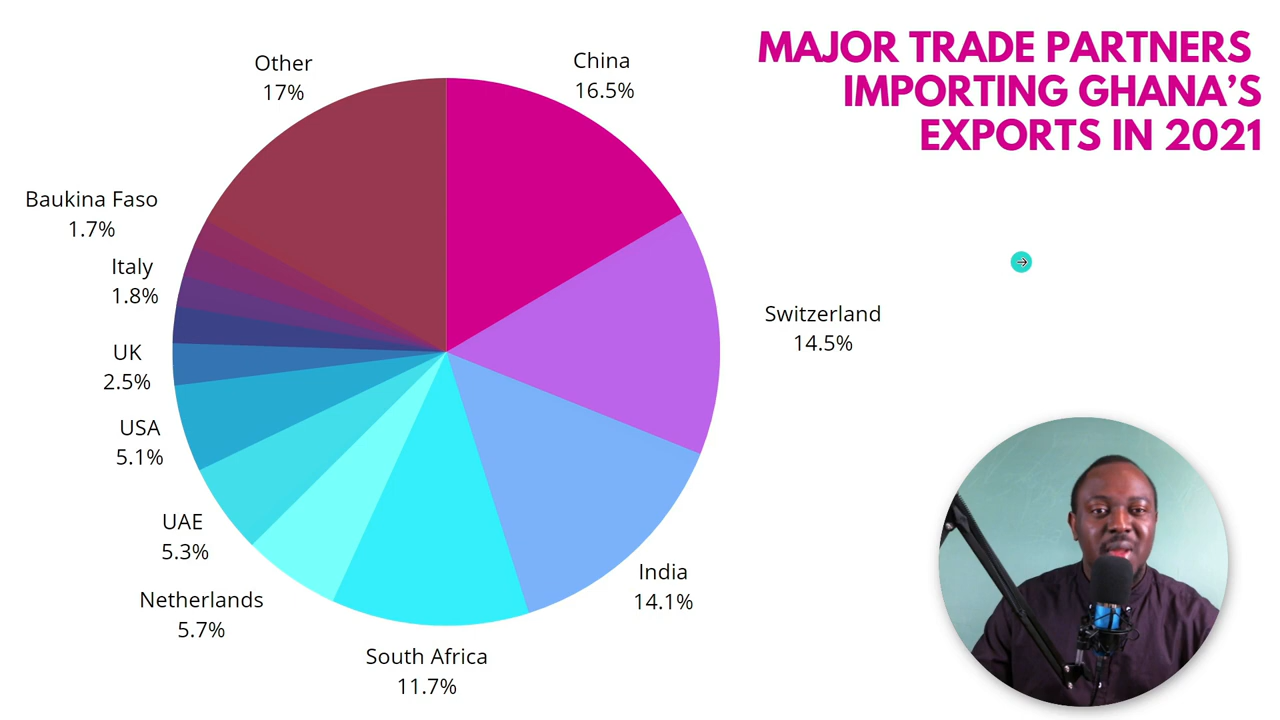 MAJOR TRADE PARTNERS
IMPORTING GHANA'S
EXPORTS IN 2021
Other
17%
China
16.5%
Baukina Faso
1.7%
Italy
1.8%
Switzerland
14.5%
UK
2.5%
USA
5.1%
UAE
5.3%
India
14.1%
Netherlands
5.7%
South Africa
11.7%